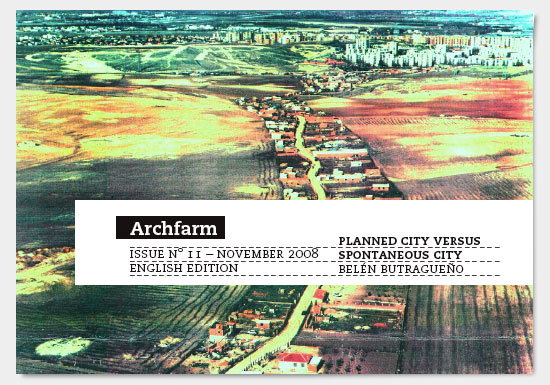 Archfarm
ISSUE Nº 11 – NOVEMBER 2008
ENGLISH EDITION
PLANNED CITY VERSUS
SPONTANEOUS CITY
BELÉN BUTRAGUEÑO